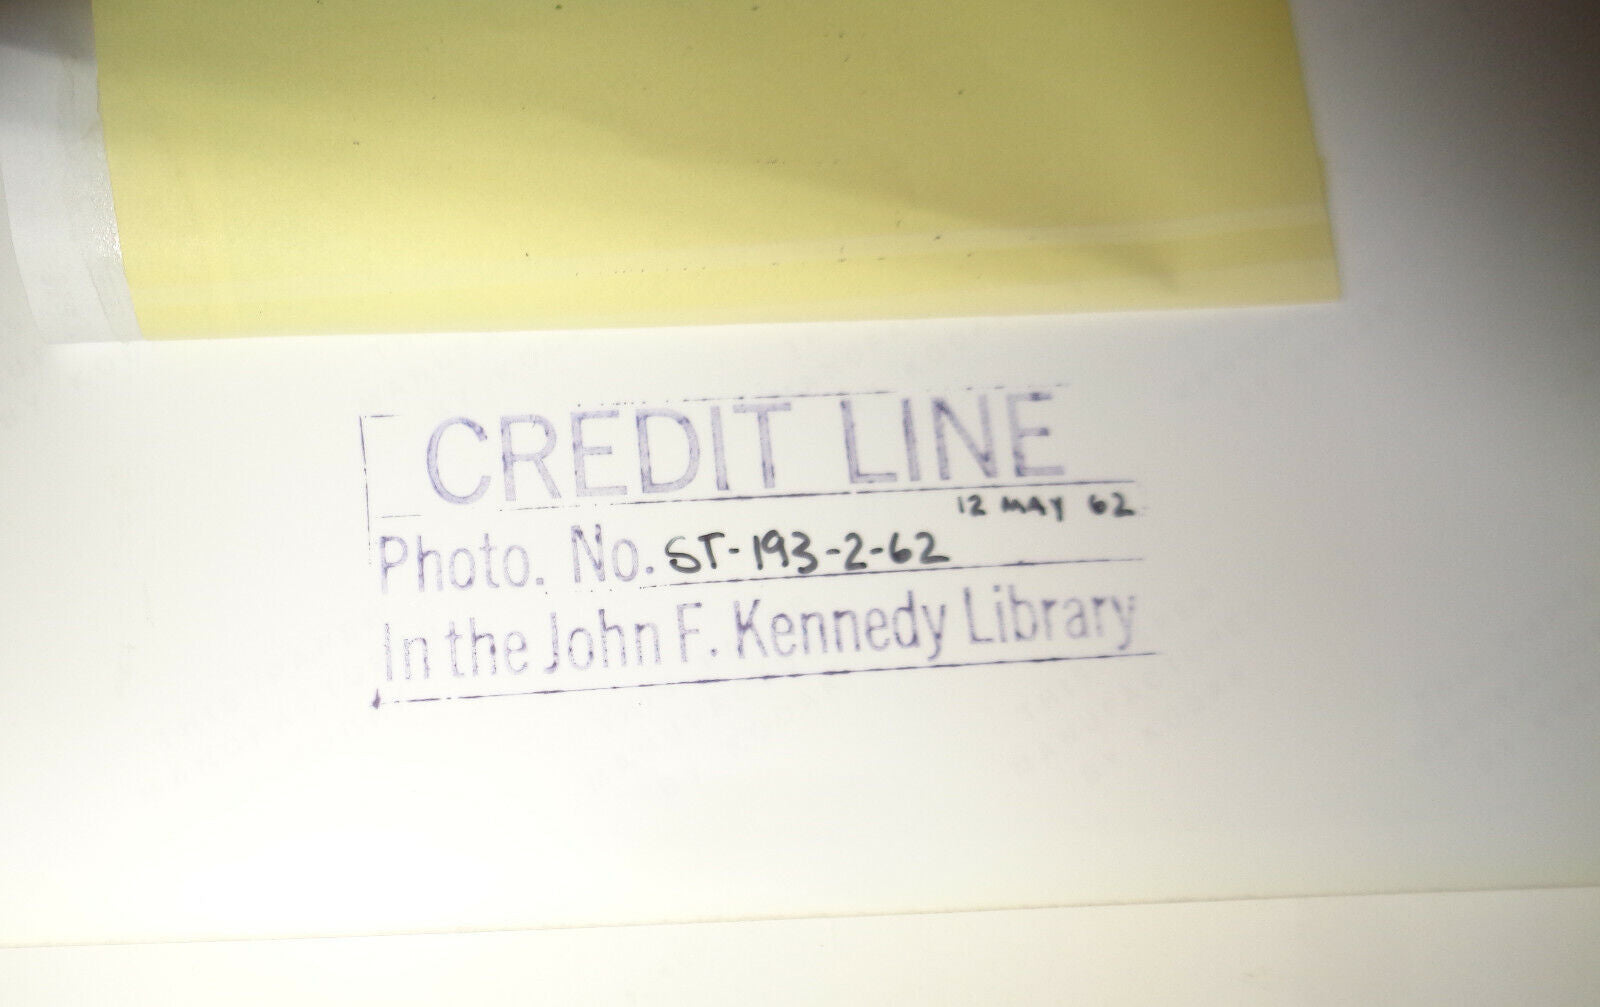 CREDIT LINE
12 MAY 62
Photo. No. ST-193-2-62
In the John F. Kennedy Library